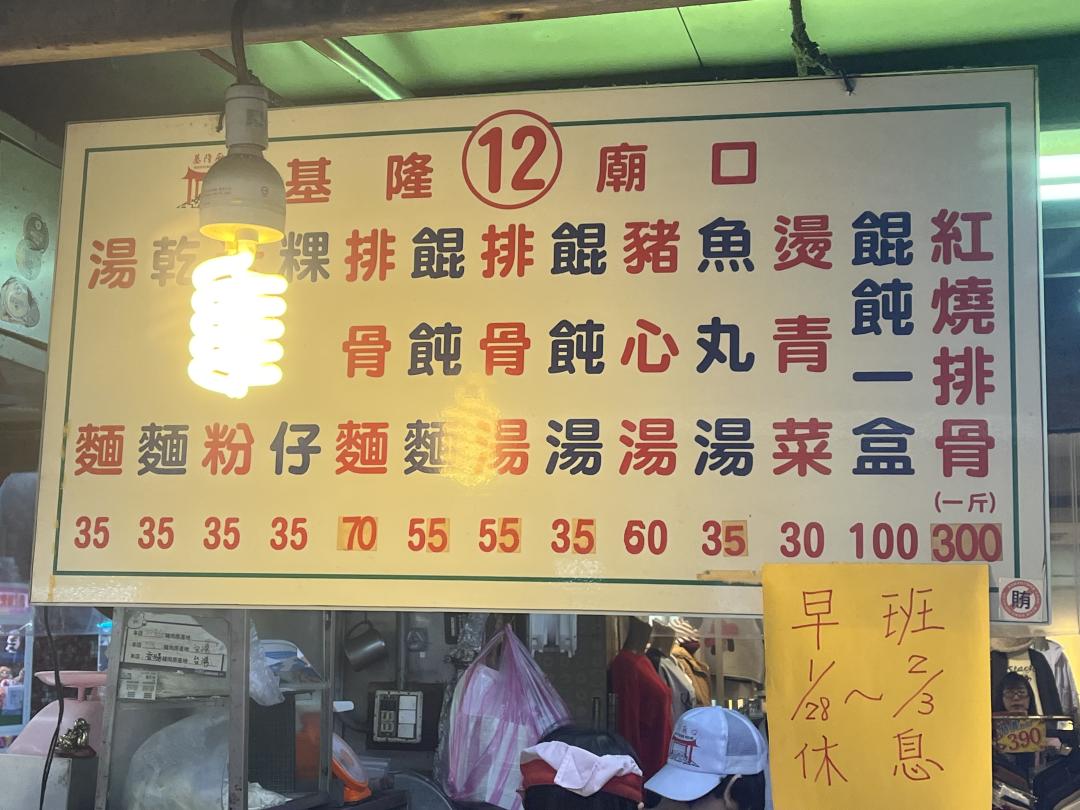 基隆 12 廟口
湯麵 35
乾麵 35
粉 35
粿仔 35
排骨麵 70
餛飩麵 55
排骨湯 55
餛飩湯 35
豬心湯 60
魚丸湯 35
燙青菜 30
餛飩一盒 100
紅燒排骨 (一斤) 300
早班
1/28～2/3
休息
390